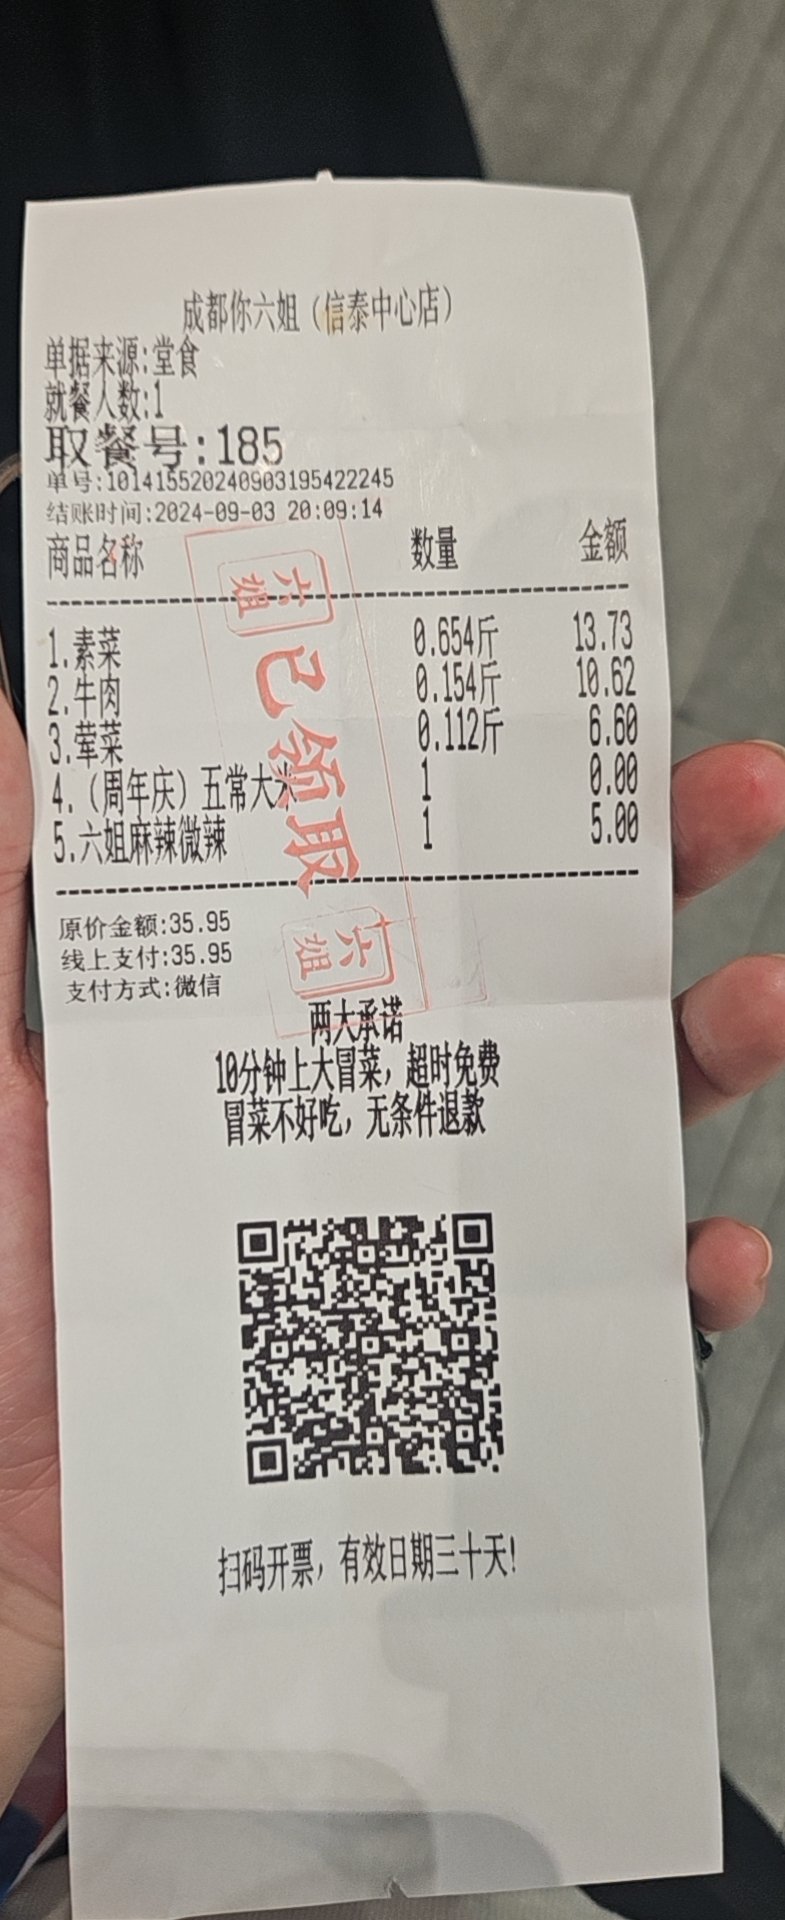 成都你六姐（信泰中心店）
单据来源:堂食
就餐人数:1
取餐号:185
单号:1014155202409031954222​45
结账时间:2024-09-03 20:09:14
商品名称 数量 金额
1.素菜 0.654斤 13.73
2.牛肉 0.154斤 10.62
3.荤菜 0.112斤 6.60
4.（周年庆）五常大米 1 0.00
5.六姐麻辣微辣 1 5.00
六姐
已领取
六姐
原价金额:35.95
线上支付:35.95
支付方式:微信
两大承诺
10分钟上大冒菜，超时免费
冒菜不好吃，无条件退款
扫码开票，有效日期三十天!